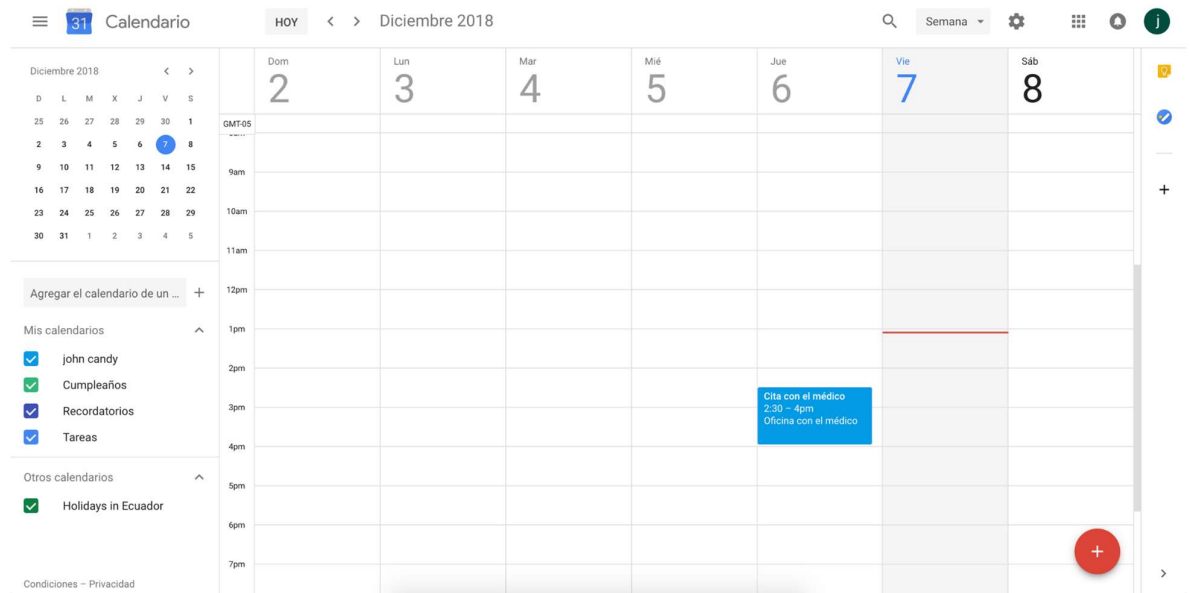 31 Calendario HOY Diciembre 2018 Semana j
Diciembre 2018
D L M X J V S
25 26 27 28 29 30 1
2 3 4 5 6 7 8
9 10 11 12 13 14 15
16 17 18 19 20 21 22
23 24 25 26 27 28 29
30 31 1 2 3 4 5
Agregar el calendario de un ...
Mis calendarios
john candy
Cumpleaños
Recordatorios
Tareas
Otros calendarios
Holidays in Ecuador
Condiciones – Privacidad
Dom Lun Mar Mié Jue Vie Sáb
2 3 4 5 6 7 8
GMT-05
9am
10am
11am
12pm
1pm
2pm
3pm
4pm
5pm
6pm
7pm
Cita con el médico
2:30 – 4pm
Oficina con el médico